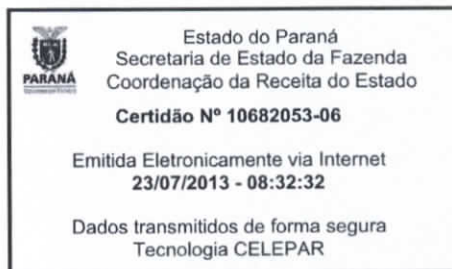 Estado do Paraná
Secretaria de Estado da Fazenda
PARANÁ
Coordenação da Receita do Estado
Certidão Nº 10682053-06
Emitida Eletronicamente via Internet
23/07/2013 - 08:32:32
Dados transmitidos de forma segura
Tecnologia CELEPAR